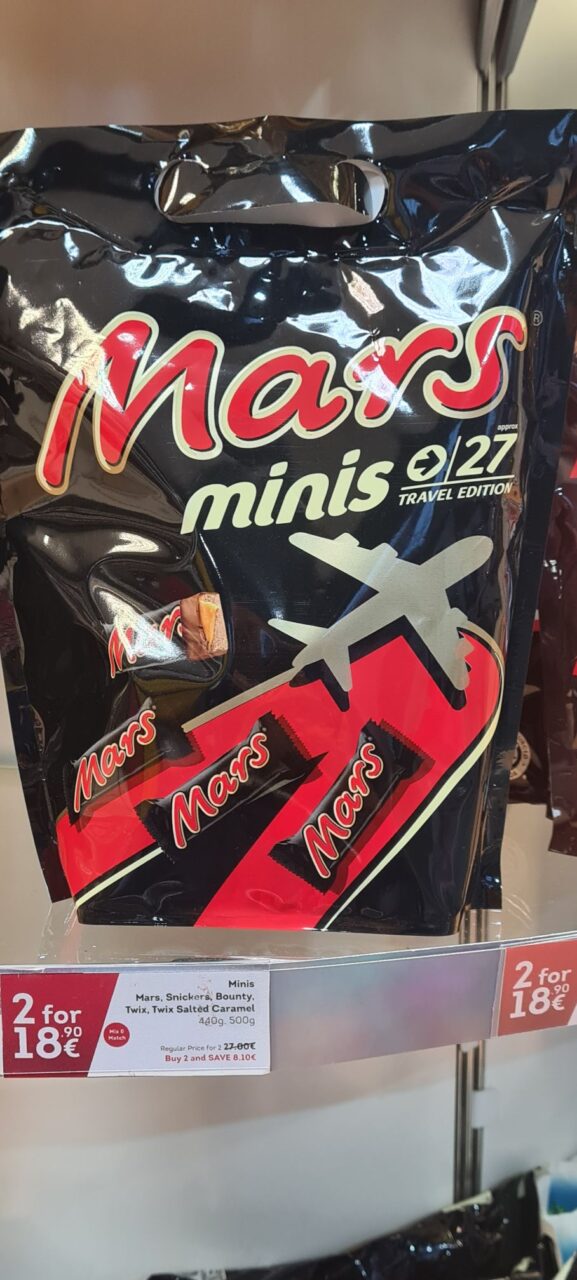 Mars®
approx
minis 27
TRAVEL EDITION
Mars
Mars
Mars
Mars
2 for
18.90€
Mix &
Match
Minis
Mars, Snickers, Bounty,
Twix, Twix Salted Caramel
440g, 500g
Regular Price for 2 27.00€
Buy 2 and SAVE 8.10€
2 for
18.90€